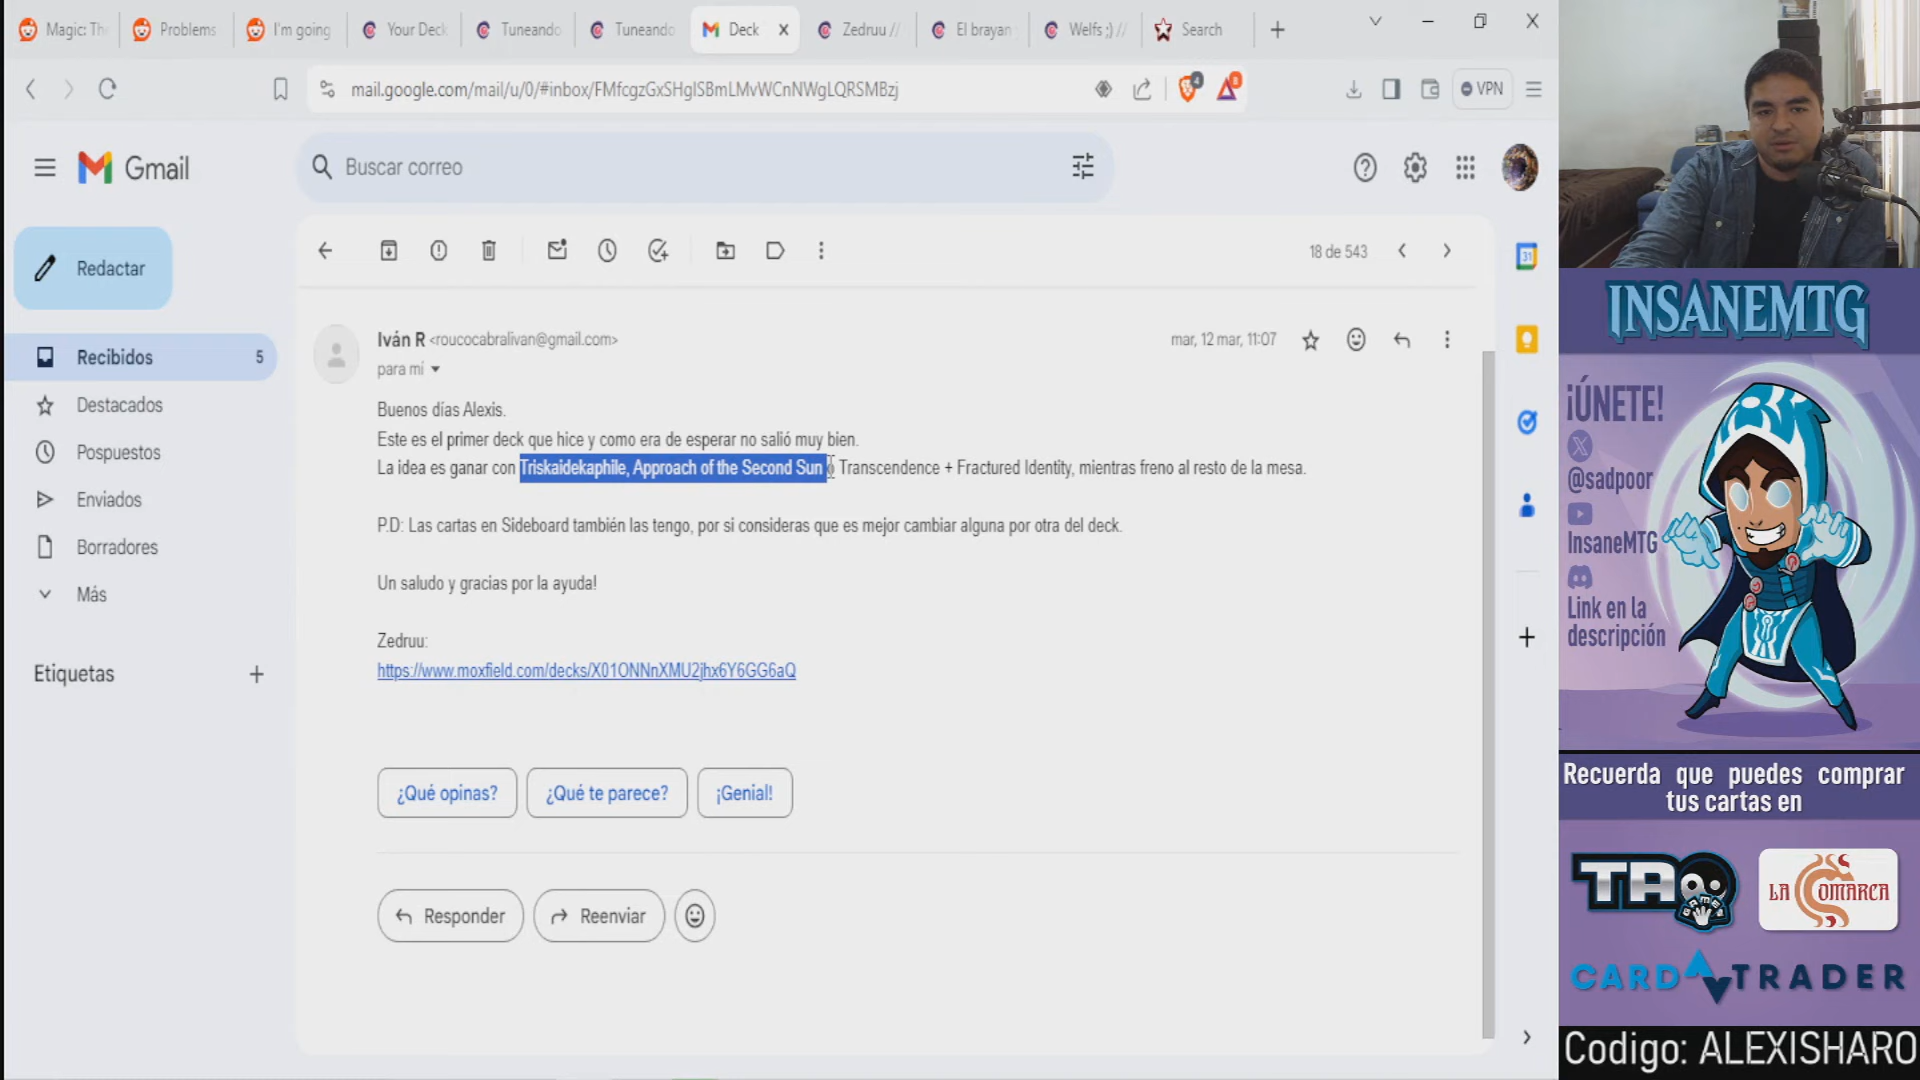 Magic: Th
Problems
I'm going
Your Deck
Tuneando
Tuneando
Deck
Zedruu //
El brayan
Welfs ;) //
Search
mail.google.com/mail/u/0/#inbox/FMfcgzGxSHglSBmLMvWCnNWgLQRSMBzj
4
8
VPN
Gmail
Buscar correo
Redactar
18 de 543
31
Recibidos
5
Destacados
Pospuestos
Enviados
Borradores
Más
Etiquetas
Iván R <roucocabralivan@gmail.com>
mar, 12 mar, 11:07
para mí
Buenos días Alexis.
Este es el primer deck que hice y como era de esperar no salió muy bien.
La idea es ganar con Triskaidekaphile, Approach of the Second Sun o Transcendence + Fractured Identity, mientras freno al resto de la mesa.
P.D: Las cartas en Sideboard también las tengo, por si consideras que es mejor cambiar alguna por otra del deck.
Un saludo y gracias por la ayuda!
Zedruu:
https://www.moxfield.com/decks/X01ONNnXMU2jhx6Y6GG6aQ
¿Qué opinas?
¿Qué te parece?
¡Genial!
Responder
Reenviar
INSANEMTG
¡ÚNETE!
@sadpoor
InsaneMTG
Link en la
descripción
Recuerda que puedes comprar
tus cartas en
TAO
GAMES
LA COMARCA
CARD TRADER
Codigo: ALEXISHARO